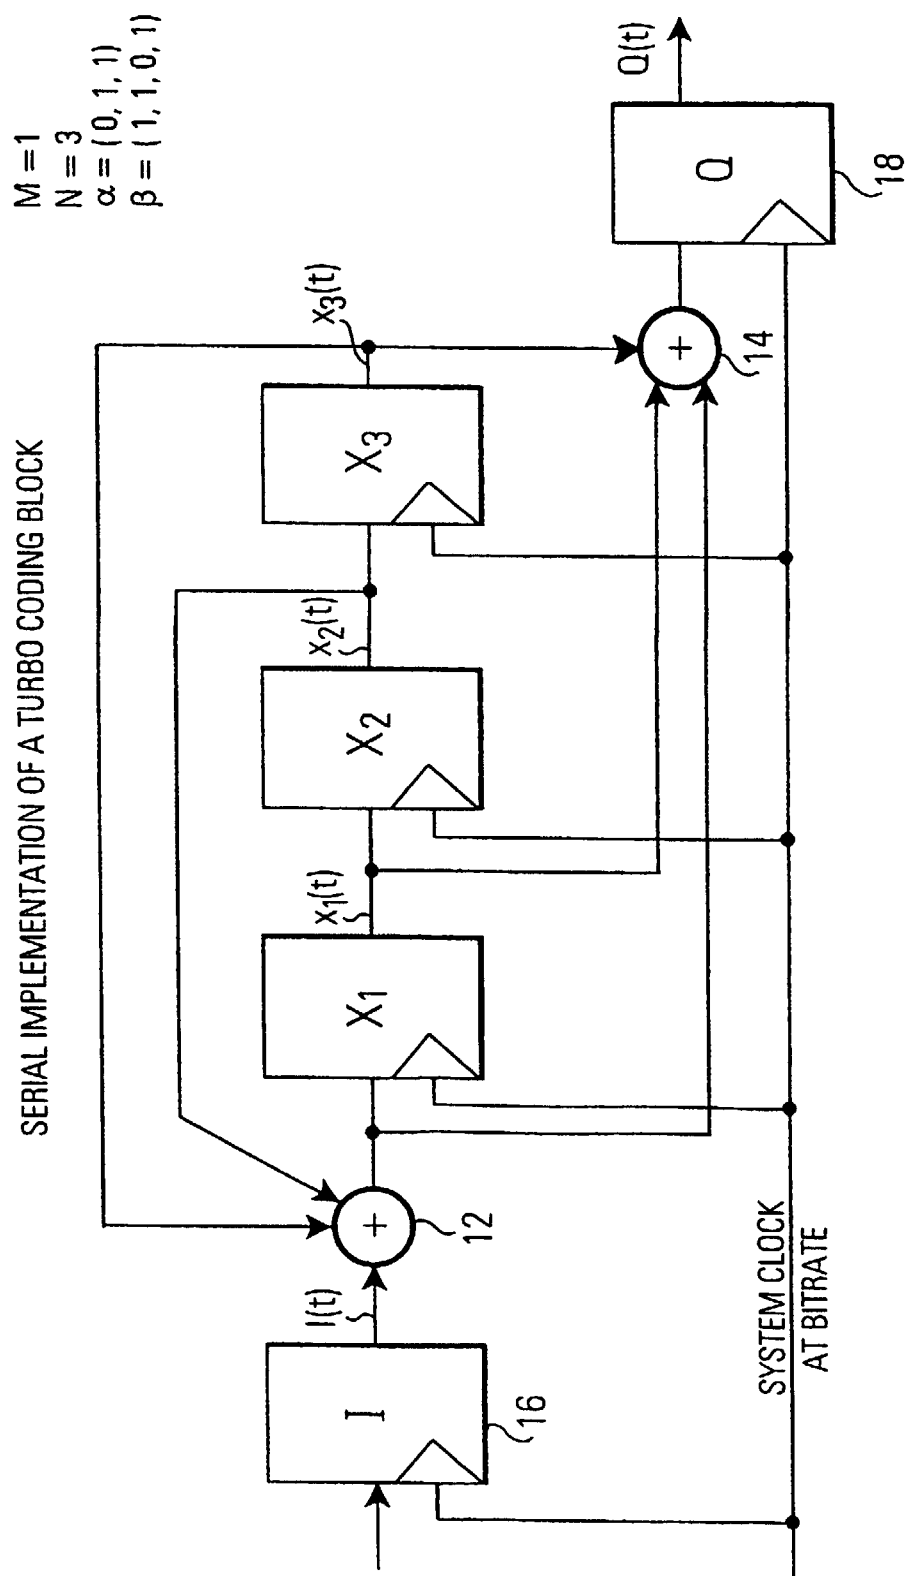 SERIAL IMPLEMENTATION OF A TURBO CODING BLOCK
M = 1
N = 3
α = (0, 1, 1)
β = (1, 1, 0, 1)
I
16
I(t)
+
12
X1
x1(t)
X2
x2(t)
X3
x3(t)
+
14
Q
18
Q(t)
SYSTEM CLOCK
AT BITRATE